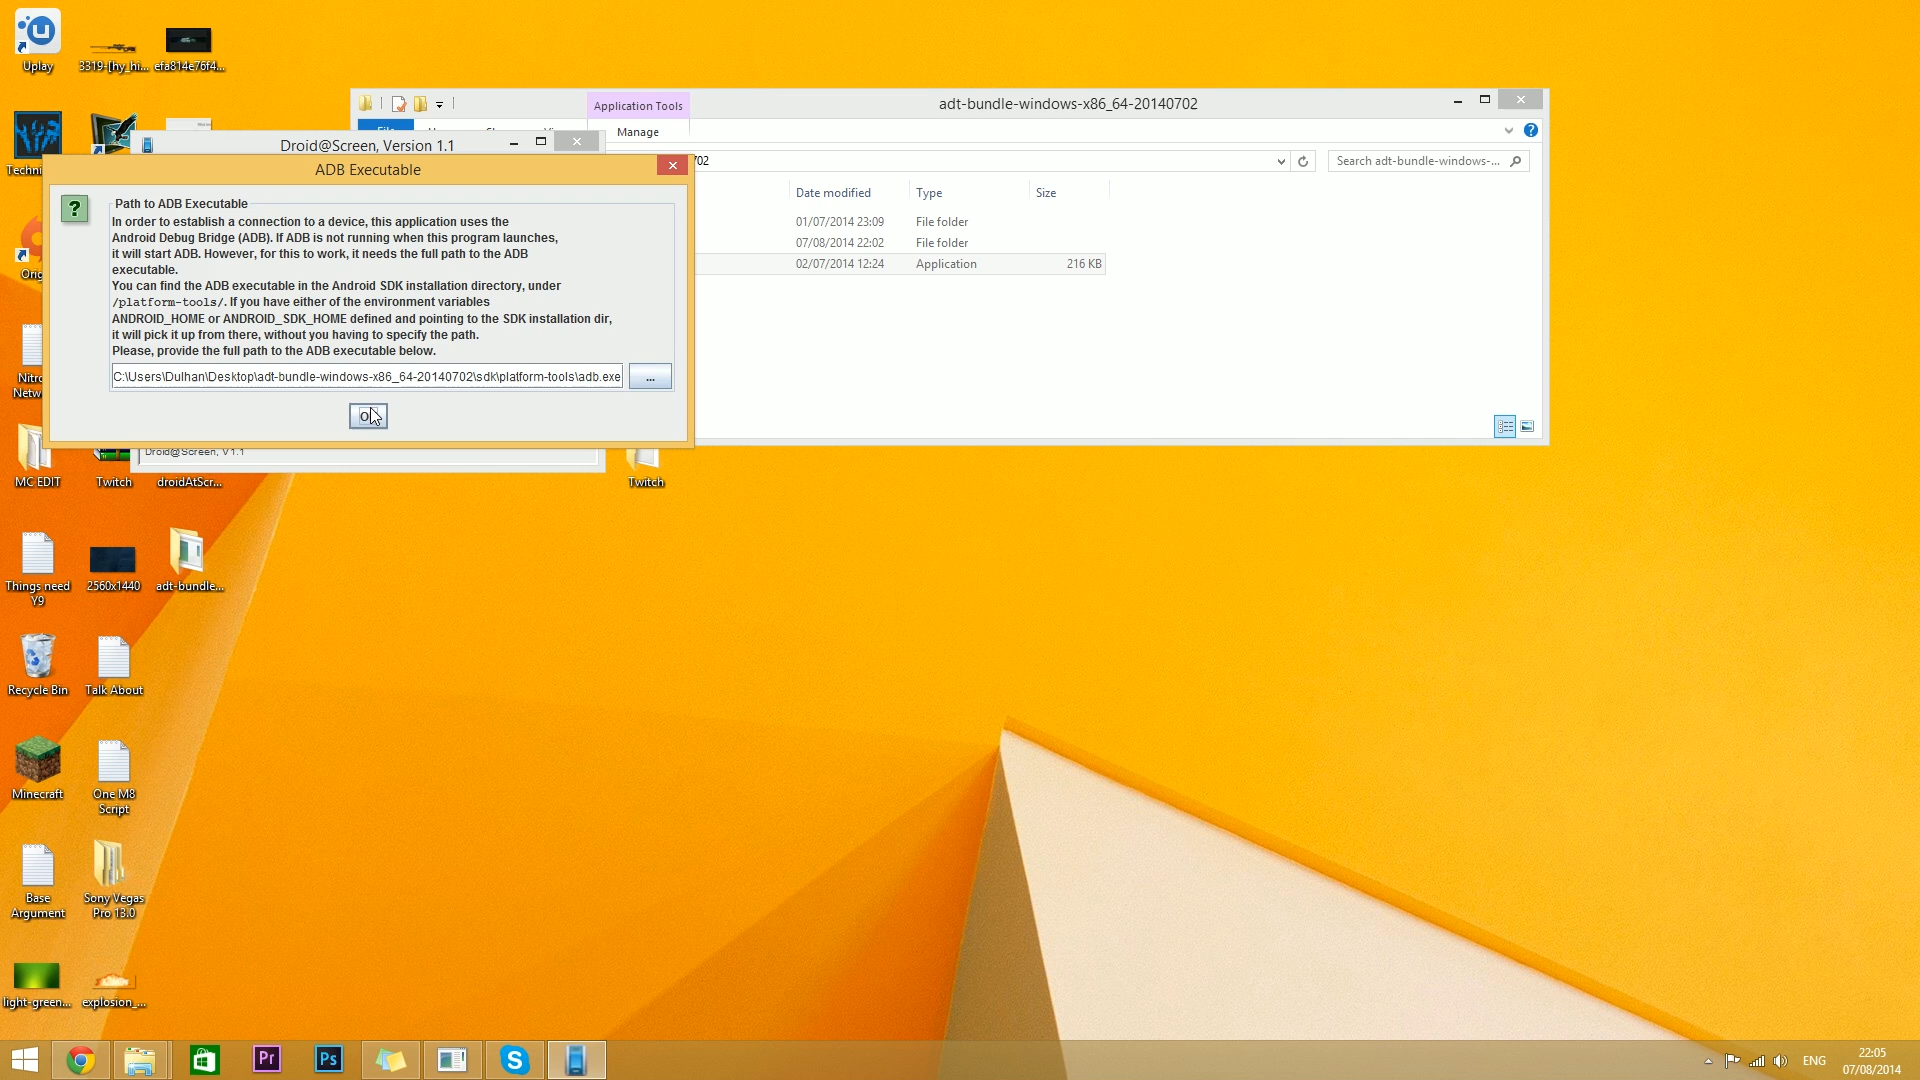 Uplay
3319-[hy_hi...
efa814e76f4...
Application Tools
adt-bundle-windows-x86_64-20140702
Manage
Droid@Screen, Version 1.1
02
Search adt-bundle-windows-...
ADB Executable
Date modified
Type
Size
01/07/2014 23:09
File folder
07/08/2014 22:02
File folder
02/07/2014 12:24
Application
216 KB
?
Path to ADB Executable
In order to establish a connection to a device, this application uses the
Android Debug Bridge (ADB). If ADB is not running when this program launches,
it will start ADB. However, for this to work, it needs the full path to the ADB
executable.
You can find the ADB executable in the Android SDK installation directory, under
/platform-tools/. If you have either of the environment variables
ANDROID_HOME or ANDROID_SDK_HOME defined and pointing to the SDK installation dir,
it will pick it up from there, without you having to specify the path.
Please, provide the full path to the ADB executable below.
C:\Users\Dulhan\Desktop\adt-bundle-windows-x86_64-20140702\sdk\platform-tools\adb.exe
...
Droid@Screen, V1.1
Techni
Orig
Nitro
Netw
MC EDIT
Twitch
droidAtScr...
Twitch
Things need
Y9
2560x1440
adt-bundle...
Recycle Bin
Talk About
Minecraft
One M8
Script
Base
Argument
Sony Vegas
Pro 13.0
light-green...
explosion_...
Pr
Ps
ENG
22:05
07/08/2014